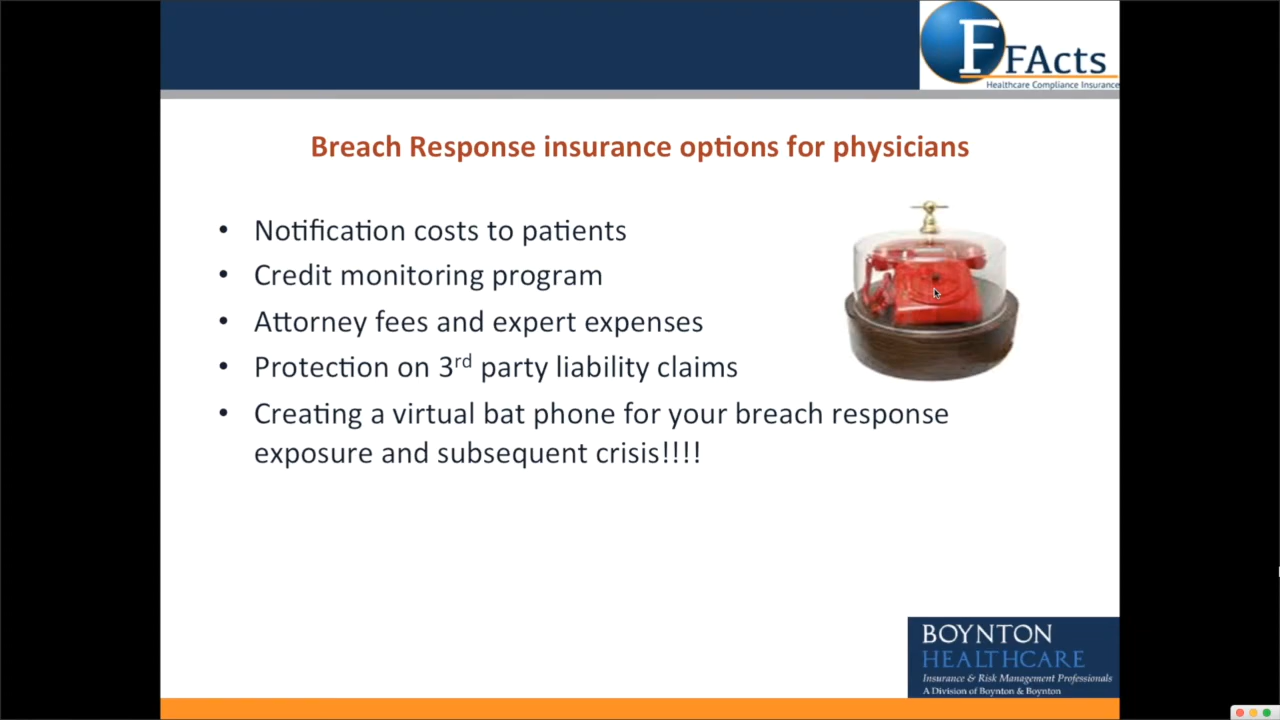 F FActs
Healthcare Compliance Insurance
Breach Response insurance options for physicians
• Notification costs to patients
• Credit monitoring program
• Attorney fees and expert expenses
• Protection on 3rd party liability claims
• Creating a virtual bat phone for your breach response
exposure and subsequent crisis!!!!
BOYNTON
HEALTHCARE
Insurance & Risk Management Professionals
A Division of Boynton & Boynton